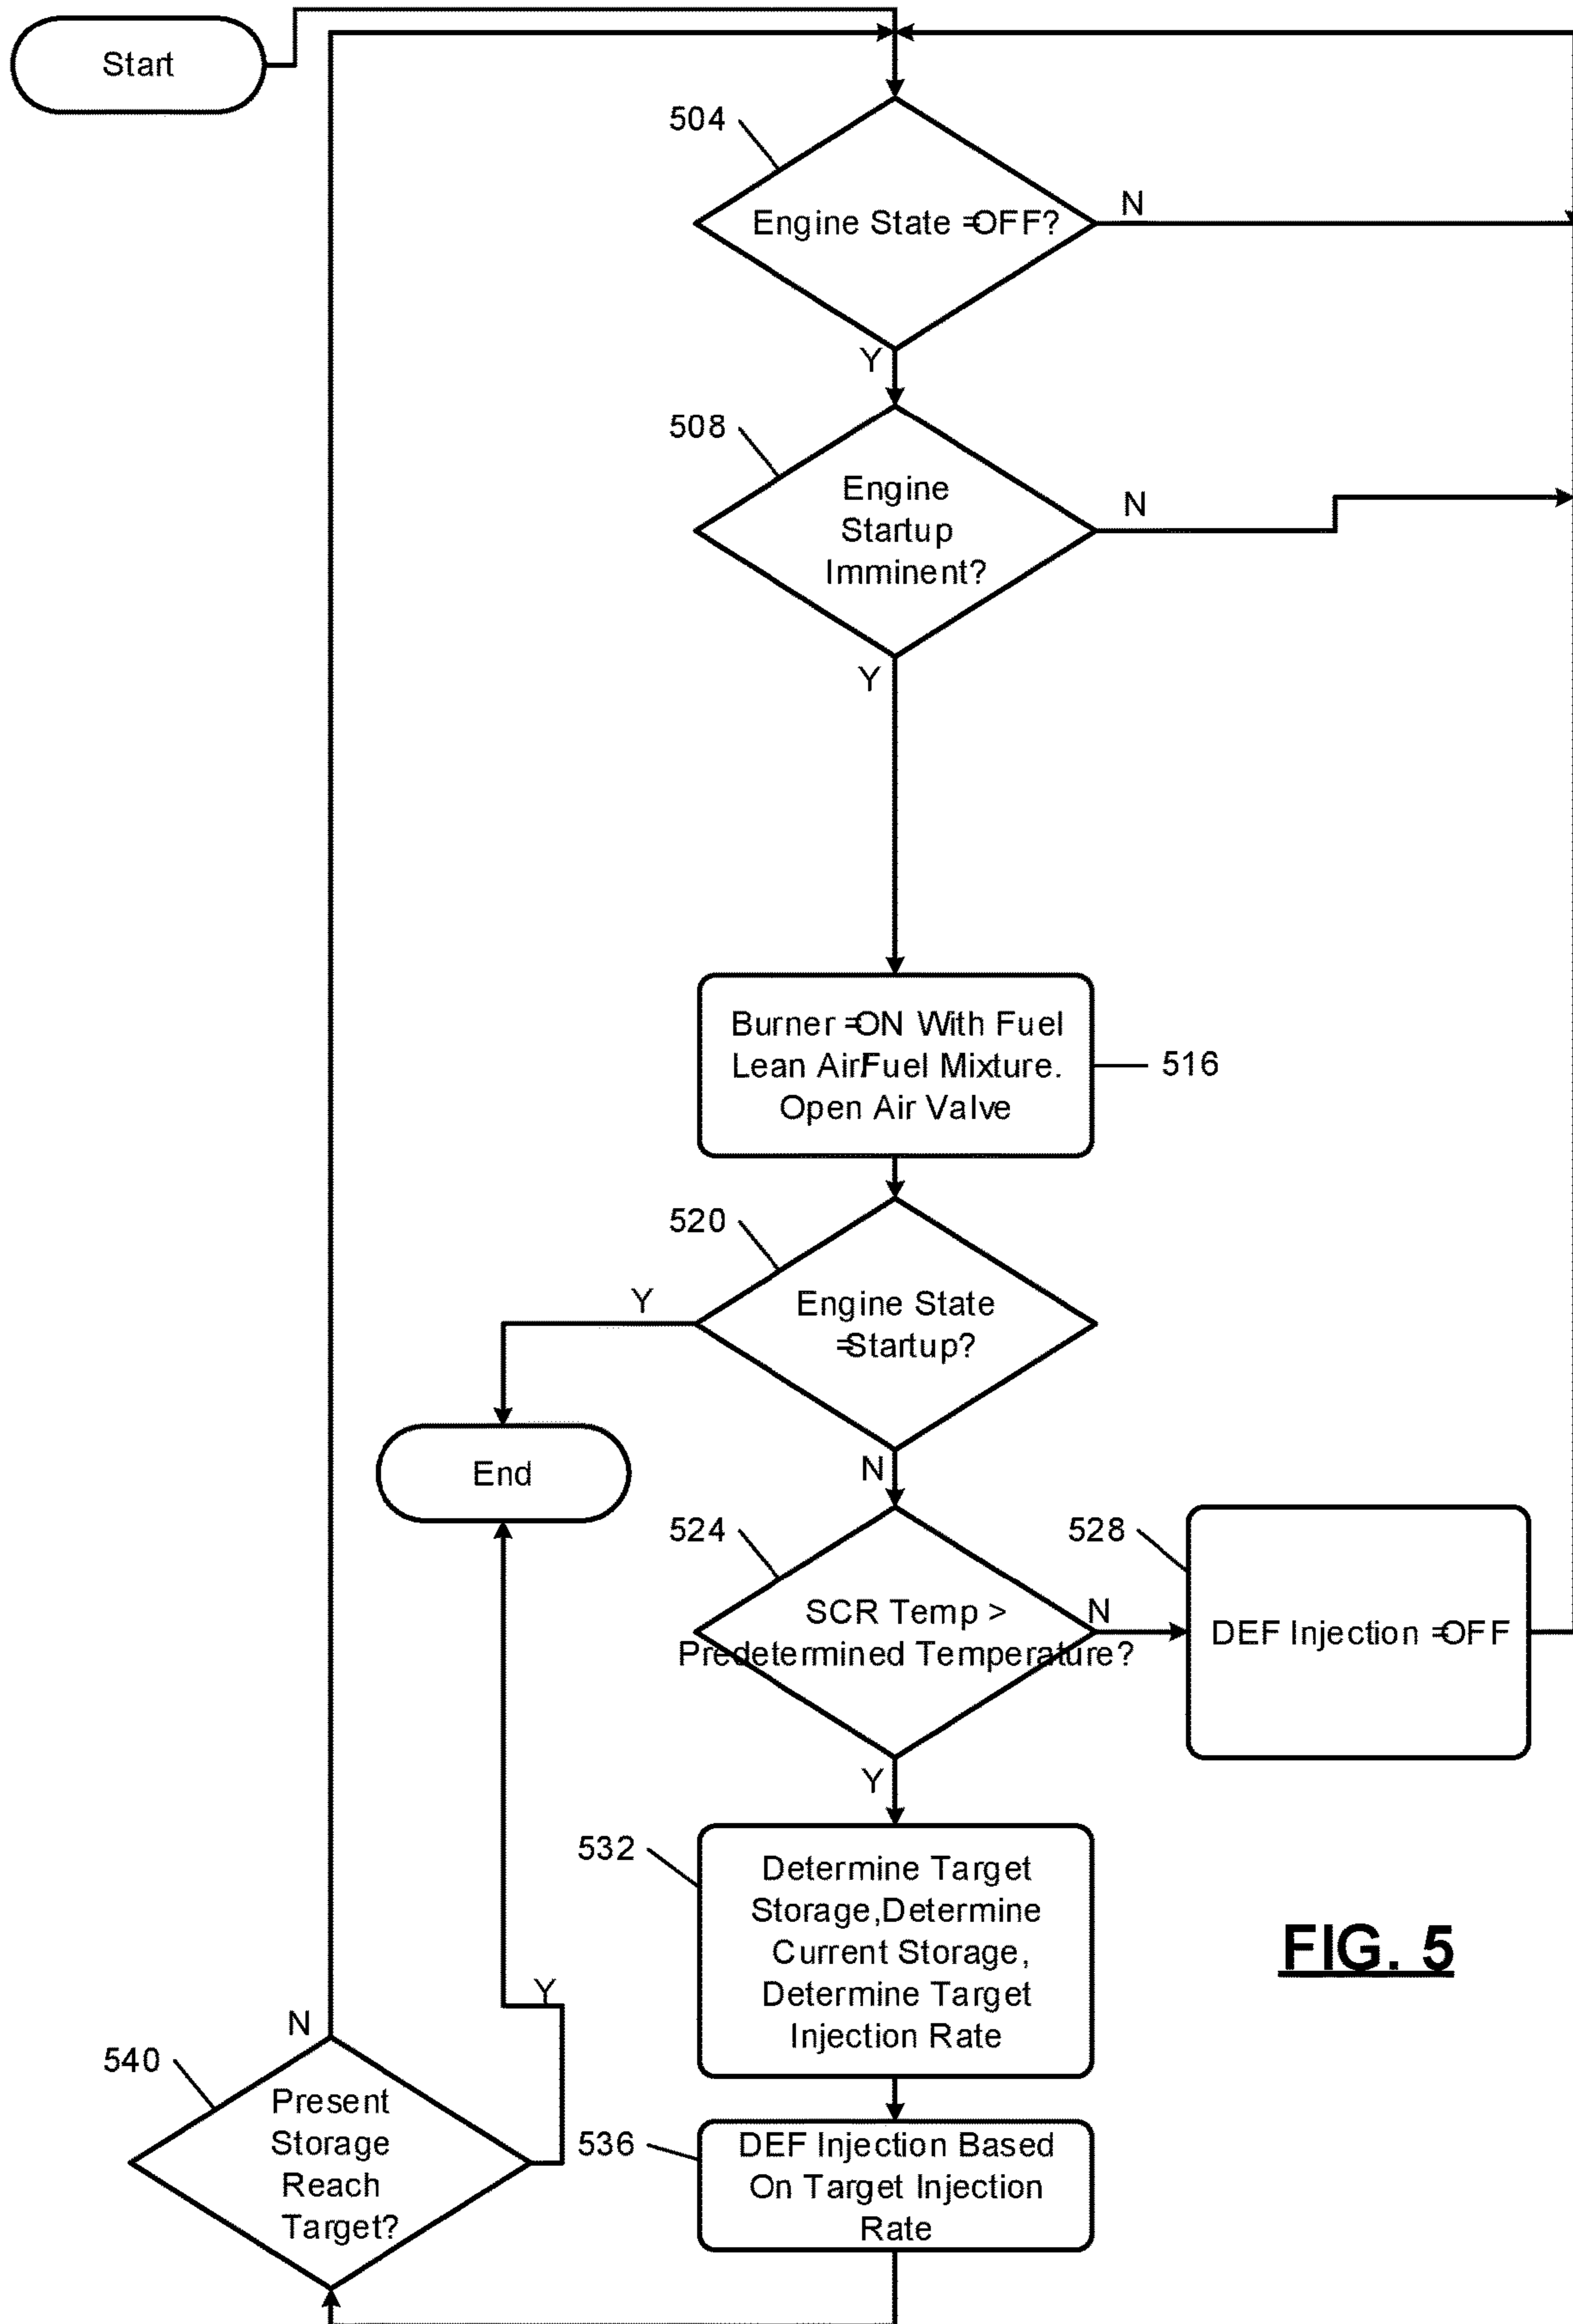 Start
504
N
Engine State =OFF?
Y
508
Engine
Startup
Imminent?
N
Y
Burner =ON With Fuel
Lean Air/Fuel Mixture.
Open Air Valve
516
520
Y
Engine State
=Startup?
End
N
524
528
SCR Temp >
Predetermined Temperature?
N
DEF Injection =OFF
Y
532
Determine Target
Storage,Determine
Current Storage,
Determine Target
Injection Rate
FIG. 5
Y
N
540
Present
Storage
Reach
Target?
536
DEF Injection Based
On Target Injection
Rate